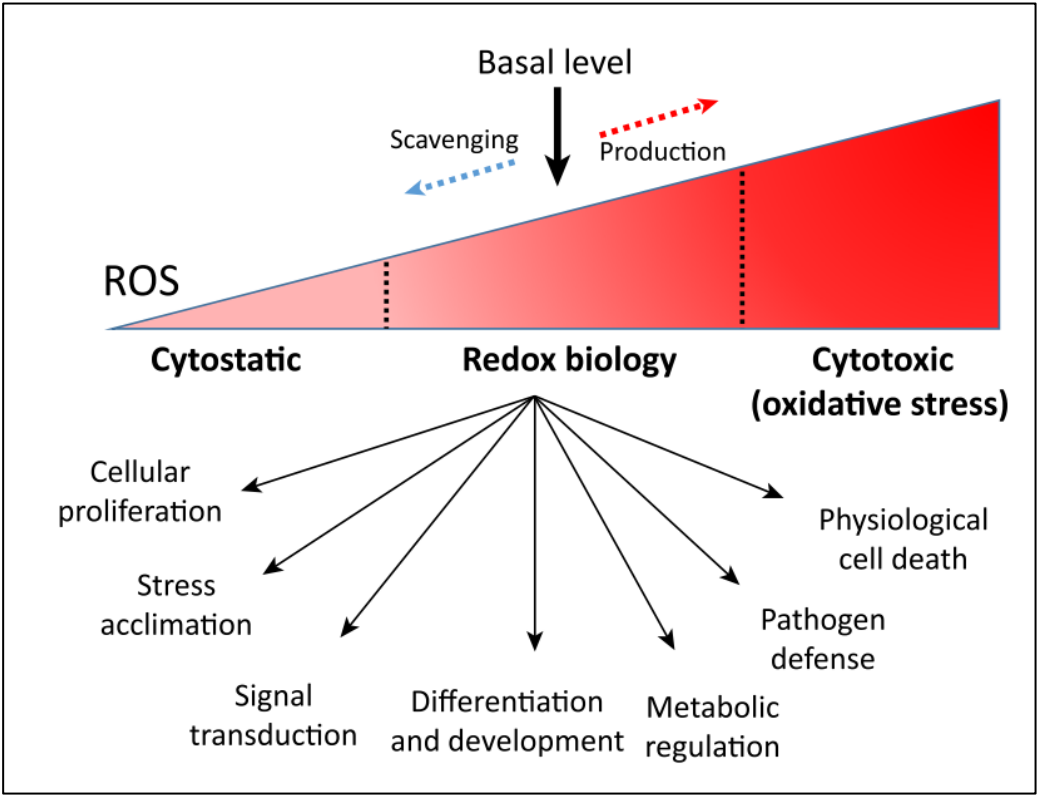 Basal level
Scavenging
Production
ROS
Cytostatic
Redox biology
Cytotoxic
(oxidative stress)
Cellular
proliferation
Stress
acclimation
Signal
transduction
Differentiation
and development
Metabolic
regulation
Pathogen
defense
Physiological
cell death